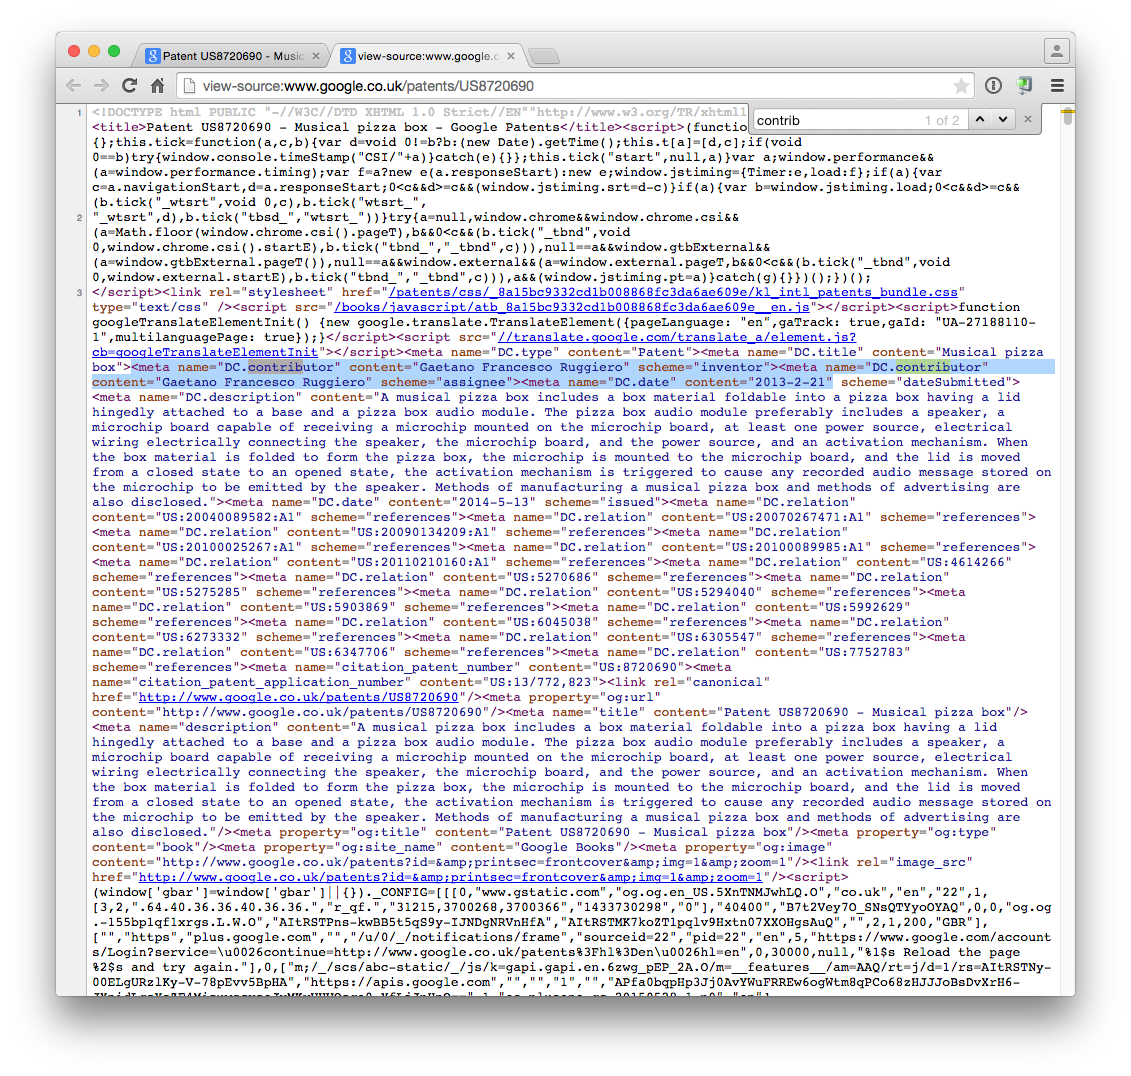 Patent US8720690 - Music
view-source:www.google.c
view-source:www.google.co.uk/patents/US8720690
contrib
1 of 2
1 <!DOCTYPE html PUBLIC "-//W3C//DTD XHTML 1.0 Strict//EN""http://www.w3.org/TR/xhtml1
<title>Patent US8720690 - Musical pizza box - Google Patents</title><script>(function
{};this.tick=function(a,c,b){var d=void 0!=b?b:(new Date).getTime();this.t[a]=[d,c];if(void
0==b)try{window.console.timeStamp("CSI/"+a)}catch(e){}};this.tick("start",null,a)}var a;window.performance&&
(a=window.performance.timing);var f=a?new e(a.responseStart):new e;window.jstiming={Timer:e,load:f};if(a){var
c=a.navigationStart,d=a.responseStart;0<c&&d>=c&&(window.jstiming.srt=d-c)}if(a){var b=window.jstiming.load;0<c&&d>=c&&
(b.tick("_wtsrt",void 0,c),b.tick("wtsrt_",
2 "_wtsrt",d),b.tick("tbsd_","wtsrt_"))}try{a=null,window.chrome&&window.chrome.csi&&
(a=Math.floor(window.chrome.csi().pageT),b&&0<c&&(b.tick("_tbnd",void
0,window.chrome.csi().startE),b.tick("tbnd_","_tbnd",c))),null==a&&window.gtbExternal&&
(a=window.gtbExternal.pageT()),null==a&&window.external&&(a=window.external.pageT,b&&0<c&&(b.tick("_tbnd",void
0,window.external.startE),b.tick("tbnd_","_tbnd",c))),a&&(window.jstiming.pt=a)}catch(g){}})();})();
3 </script><link rel="stylesheet" href="/patents/css/_8a15bc9332cd1b008868fc3da6ae609e/kl_intl_patents_bundle.css"
type="text/css" /><script src="/books/javascript/atb_8a15bc9332cd1b008868fc3da6ae609e__en.js"></script><script>function
googleTranslateElementInit() {new google.translate.TranslateElement({pageLanguage: "en",gaTrack: true,gaId: "UA-27188110-
1",multilanguagePage: true});}</script><script src="//translate.google.com/translate_a/element.js?
cb=googleTranslateElementInit"></script><meta name="DC.type" content="Patent"><meta name="DC.title" content="Musical pizza
box"><meta name="DC.contributor" content="Gaetano Francesco Ruggiero" scheme="inventor"><meta name="DC.contributor"
content="Gaetano Francesco Ruggiero" scheme="assignee"><meta name="DC.date" content="2013-2-21" scheme="dateSubmitted">
<meta name="DC.description" content="A musical pizza box includes a box material foldable into a pizza box having a lid
hingedly attached to a base and a pizza box audio module. The pizza box audio module preferably includes a speaker, a
microchip board capable of receiving a microchip mounted on the microchip board, at least one power source, electrical
wiring electrically connecting the speaker, the microchip board, and the power source, and an activation mechanism. When
the box material is folded to form the pizza box, the microchip is mounted to the microchip board, and the lid is moved
from a closed state to an opened state, the activation mechanism is triggered to cause any recorded audio message stored on
the microchip to be emitted by the speaker. Methods of manufacturing a musical pizza box and methods of advertising are
also disclosed."><meta name="DC.date" content="2014-5-13" scheme="issued"><meta name="DC.relation"
content="US:20040089582:A1" scheme="references"><meta name="DC.relation" content="US:20070267471:A1" scheme="references">
<meta name="DC.relation" content="US:20090134209:A1" scheme="references"><meta name="DC.relation"
content="US:20100025267:A1" scheme="references"><meta name="DC.relation" content="US:20100089985:A1" scheme="references">
<meta name="DC.relation" content="US:20110210160:A1" scheme="references"><meta name="DC.relation" content="US:4614266"
scheme="references"><meta name="DC.relation" content="US:5270686" scheme="references"><meta name="DC.relation"
content="US:5275285" scheme="references"><meta name="DC.relation" content="US:5294040" scheme="references"><meta
name="DC.relation" content="US:5903869" scheme="references"><meta name="DC.relation" content="US:5992629"
scheme="references"><meta name="DC.relation" content="US:6045038" scheme="references"><meta name="DC.relation"
content="US:6273332" scheme="references"><meta name="DC.relation" content="US:6305547" scheme="references"><meta
name="DC.relation" content="US:6347706" scheme="references"><meta name="DC.relation" content="US:7752783"
scheme="references"><meta name="citation_patent_number" content="US:8720690"><meta
name="citation_patent_application_number" content="US:13/772,823"><link rel="canonical"
href="http://www.google.co.uk/patents/US8720690"/><meta property="og:url"
content="http://www.google.co.uk/patents/US8720690"/><meta name="title" content="Patent US8720690 - Musical pizza box"/>
<meta name="description" content="A musical pizza box includes a box material foldable into a pizza box having a lid
hingedly attached to a base and a pizza box audio module. The pizza box audio module preferably includes a speaker, a
microchip board capable of receiving a microchip mounted on the microchip board, at least one power source, electrical
wiring electrically connecting the speaker, the microchip board, and the power source, and an activation mechanism. When
the box material is folded to form the pizza box, the microchip is mounted to the microchip board, and the lid is moved
from a closed state to an opened state, the activation mechanism is triggered to cause any recorded audio message stored on
the microchip to be emitted by the speaker. Methods of manufacturing a musical pizza box and methods of advertising are
also disclosed."/><meta property="og:title" content="Patent US8720690 - Musical pizza box"/><meta property="og:type"
content="book"/><meta property="og:site_name" content="Google Books"/><meta property="og:image"
content="http://www.google.co.uk/patents?id=&amp;printsec=frontcover&amp;img=1&amp;zoom=1"/><link rel="image_src"
href="http://www.google.co.uk/patents?id=&amp;printsec=frontcover&amp;img=1&amp;zoom=1"/><script>
(window['gbar']=window['gbar']||{})._CONFIG=[[[0,"www.gstatic.com","og.og.en_US.5XnTNMJwhLQ.O","co.uk","en","22",1,
[3,2,".64.40.36.36.40.36.36.","r_qf.","31215,3700268,3700366","1433730298","0"],"40400","B7t2Vey7O_SNsQTYyoOYAQ",0,0,"og.og
.-155bplqf1xrgs.L.W.O","AItRSTPns-kwBB5t5qS9y-IJNDgNRVnHfA","AItRSTMK7koZT1pqlv9Hxtn07XXOHgsAuQ","",2,1,200,"GBR"],
["","https","plus.google.com","","/u/0/_/notifications/frame","sourceid=22","pid=22","en",5,"https://www.google.com/account
s/Login?service=\u0026continue=http://www.google.co.uk/patents%3Fhl%3Den\u0026hl=en",0,30000,null,"%1$s Reload the page
%2$s and try again."],0,["m;/_/scs/abc-static/_/js/k=gapi.gapi.en.6zwg_pEP_2A.O/m=__features__/am=AAQ/rt=j/d=1/rs=AItRSTNy-
00ELgURzlKy-V-78pEvv5BpHA","https://apis.google.com","","","1","","APfa0bqpHp3Jj0AvYWuFRREw6ogWtm8qPCo68zHJJJoBsDvXrH6-